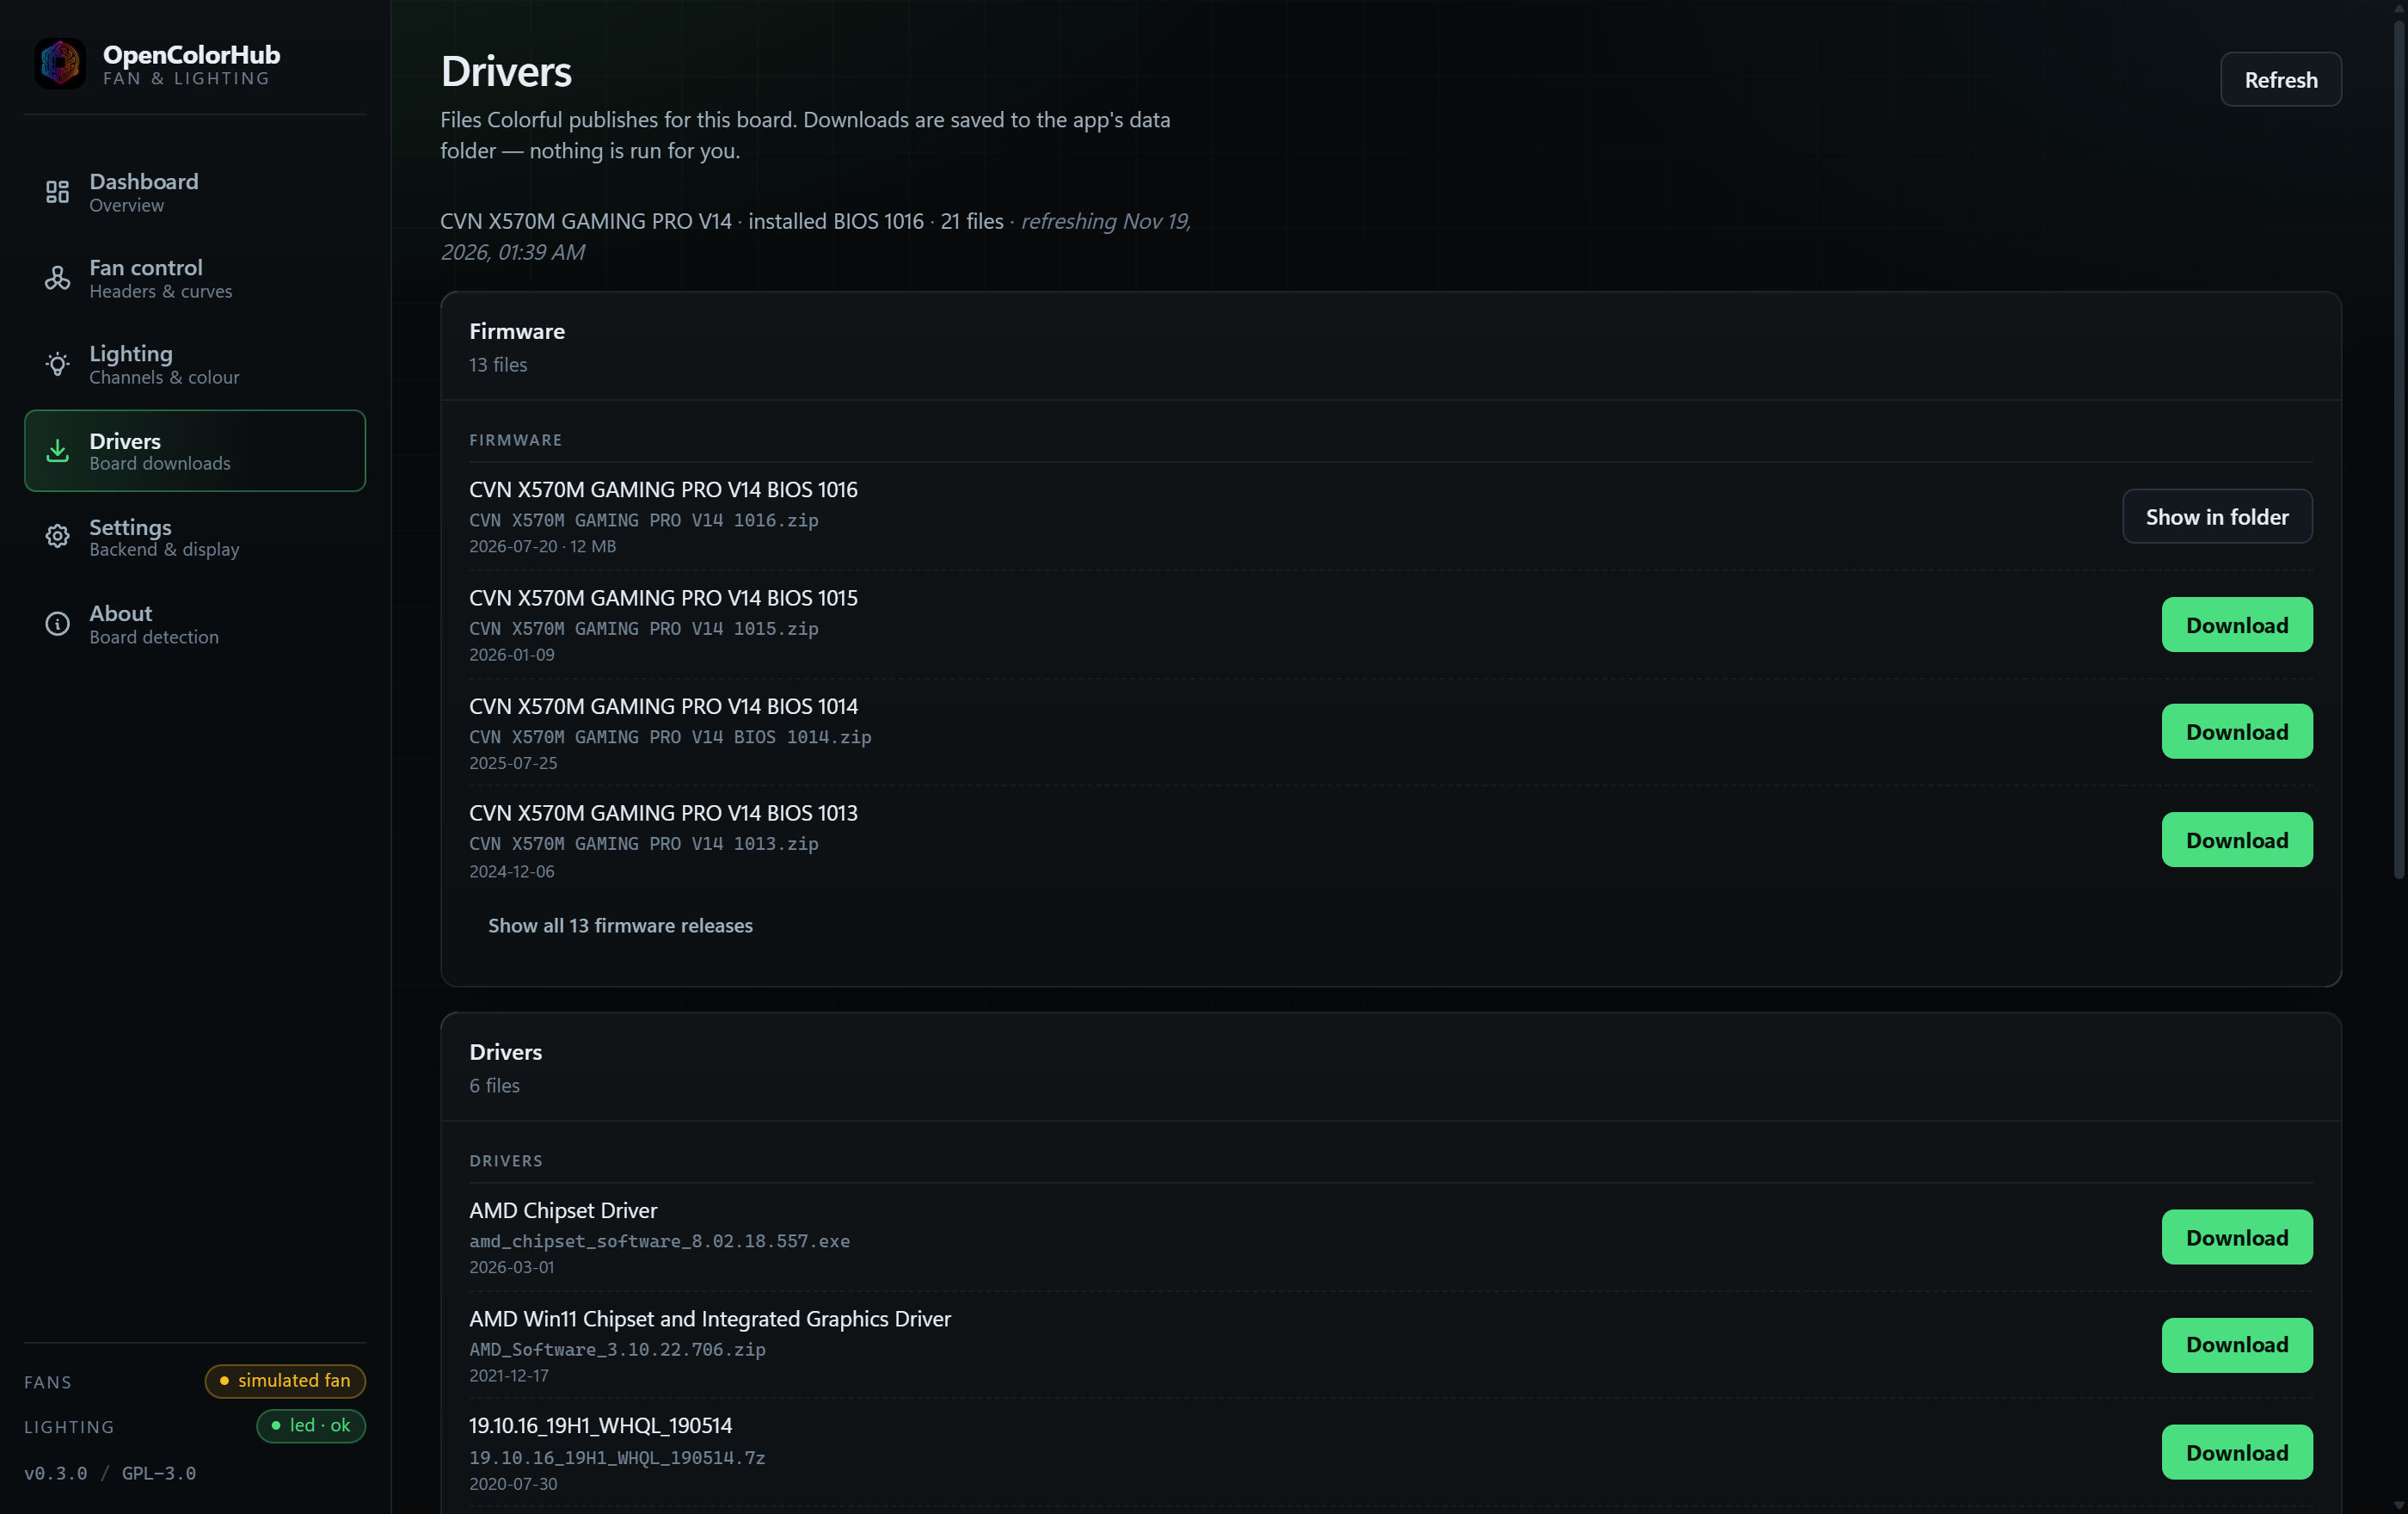 OpenColorHub
FAN & LIGHTING
Dashboard
Overview
Fan control
Headers & curves
Lighting
Channels & colour
Drivers
Board downloads
Settings
Backend & display
About
Board detection
FANS
simulated fan
LIGHTING
led · ok
v0.3.0 / GPL-3.0
Drivers
Refresh
Files Colorful publishes for this board. Downloads are saved to the app's data
folder — nothing is run for you.
CVN X570M GAMING PRO V14 · installed BIOS 1016 · 21 files · refreshing Nov 19,
2026, 01:39 AM
Firmware
13 files
FIRMWARE
CVN X570M GAMING PRO V14 BIOS 1016
CVN X570M GAMING PRO V14 1016.zip
2026-07-20 · 12 MB
Show in folder
CVN X570M GAMING PRO V14 BIOS 1015
CVN X570M GAMING PRO V14 1015.zip
2026-01-09
Download
CVN X570M GAMING PRO V14 BIOS 1014
CVN X570M GAMING PRO V14 BIOS 1014.zip
2025-07-25
Download
CVN X570M GAMING PRO V14 BIOS 1013
CVN X570M GAMING PRO V14 1013.zip
2024-12-06
Download
Show all 13 firmware releases
Drivers
6 files
DRIVERS
AMD Chipset Driver
amd_chipset_software_8.02.18.557.exe
2026-03-01
Download
AMD Win11 Chipset and Integrated Graphics Driver
AMD_Software_3.10.22.706.zip
2021-12-17
Download
19.10.16_19H1_WHQL_190514
19.10.16_19H1_WHQL_190514.7z
2020-07-30
Download